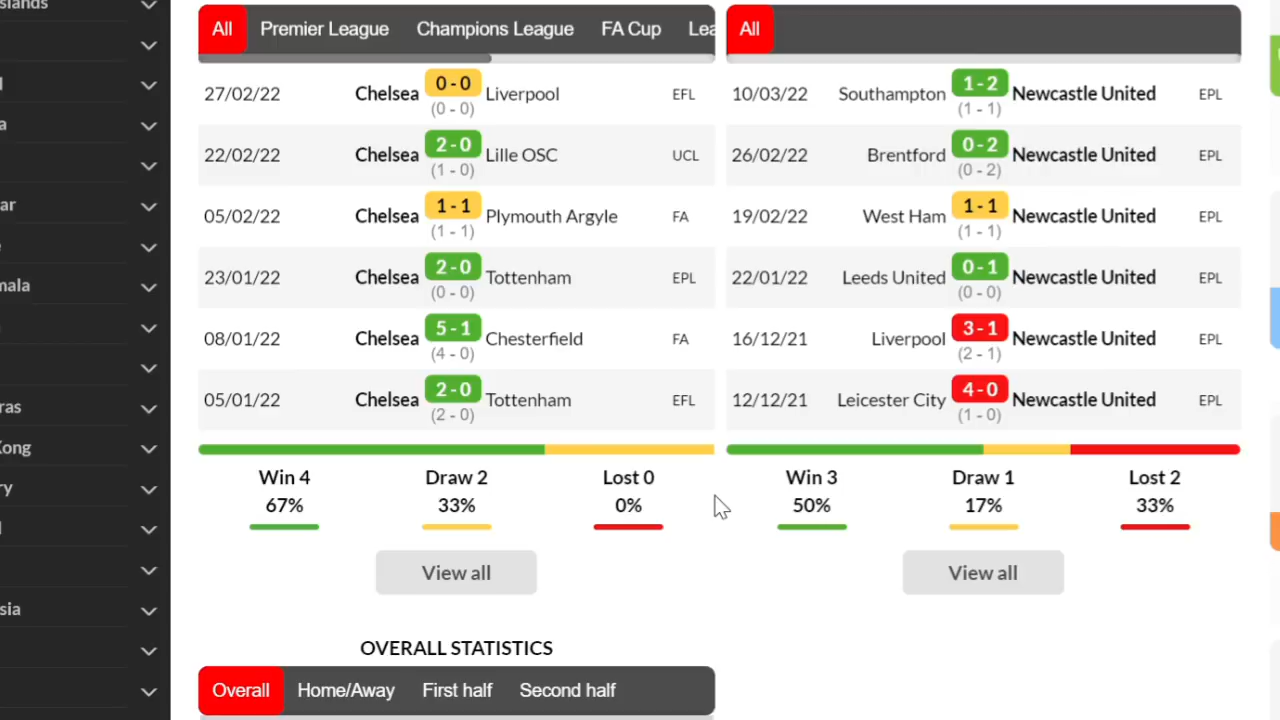 slands
ar
mala
ras
Kong
ry
sia
All Premier League Champions League FA Cup Lea
27/02/22 Chelsea 0 - 0 Liverpool EFL
(0 - 0)
22/02/22 Chelsea 2 - 0 Lille OSC UCL
(1 - 0)
05/02/22 Chelsea 1 - 1 Plymouth Argyle FA
(1 - 1)
23/01/22 Chelsea 2 - 0 Tottenham EPL
(0 - 0)
08/01/22 Chelsea 5 - 1 Chesterfield FA
(4 - 0)
05/01/22 Chelsea 2 - 0 Tottenham EFL
(2 - 0)
Win 4 Draw 2 Lost 0
67% 33% 0%
View all
All
10/03/22 Southampton 1 - 2 Newcastle United EPL
(1 - 1)
26/02/22 Brentford 0 - 2 Newcastle United EPL
(0 - 2)
19/02/22 West Ham 1 - 1 Newcastle United EPL
(1 - 1)
22/01/22 Leeds United 0 - 1 Newcastle United EPL
(0 - 0)
16/12/21 Liverpool 3 - 1 Newcastle United EPL
(2 - 1)
12/12/21 Leicester City 4 - 0 Newcastle United EPL
(1 - 0)
Win 3 Draw 1 Lost 2
50% 17% 33%
View all
OVERALL STATISTICS
Overall Home/Away First half Second half